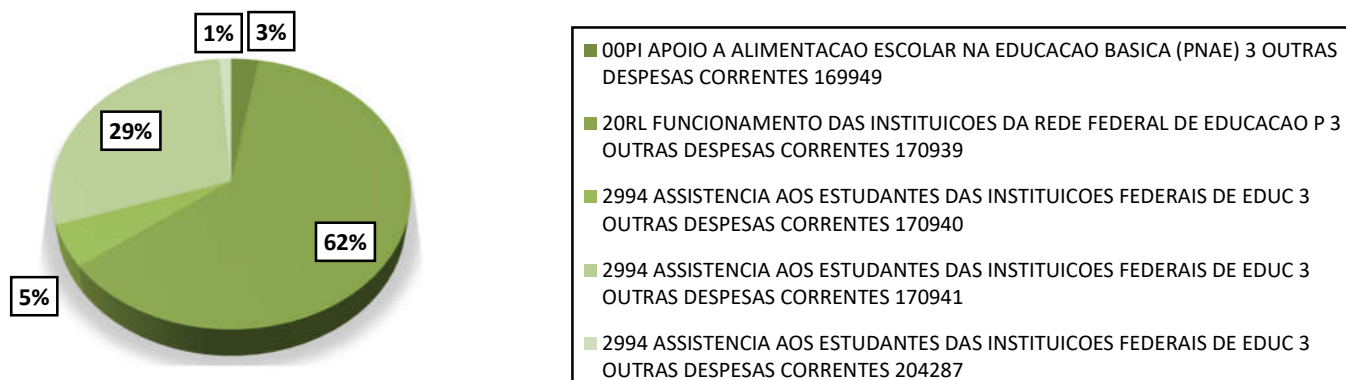 1%
3%
29%
62%
5%
00PI APOIO A ALIMENTACAO ESCOLAR NA EDUCACAO BASICA (PNAE) 3 OUTRAS
DESPESAS CORRENTES 169949
20RL FUNCIONAMENTO DAS INSTITUICOES DA REDE FEDERAL DE EDUCACAO P 3
OUTRAS DESPESAS CORRENTES 170939
2994 ASSISTENCIA AOS ESTUDANTES DAS INSTITUICOES FEDERAIS DE EDUC 3
OUTRAS DESPESAS CORRENTES 170940
2994 ASSISTENCIA AOS ESTUDANTES DAS INSTITUICOES FEDERAIS DE EDUC 3
OUTRAS DESPESAS CORRENTES 170941
2994 ASSISTENCIA AOS ESTUDANTES DAS INSTITUICOES FEDERAIS DE EDUC 3
OUTRAS DESPESAS CORRENTES 204287